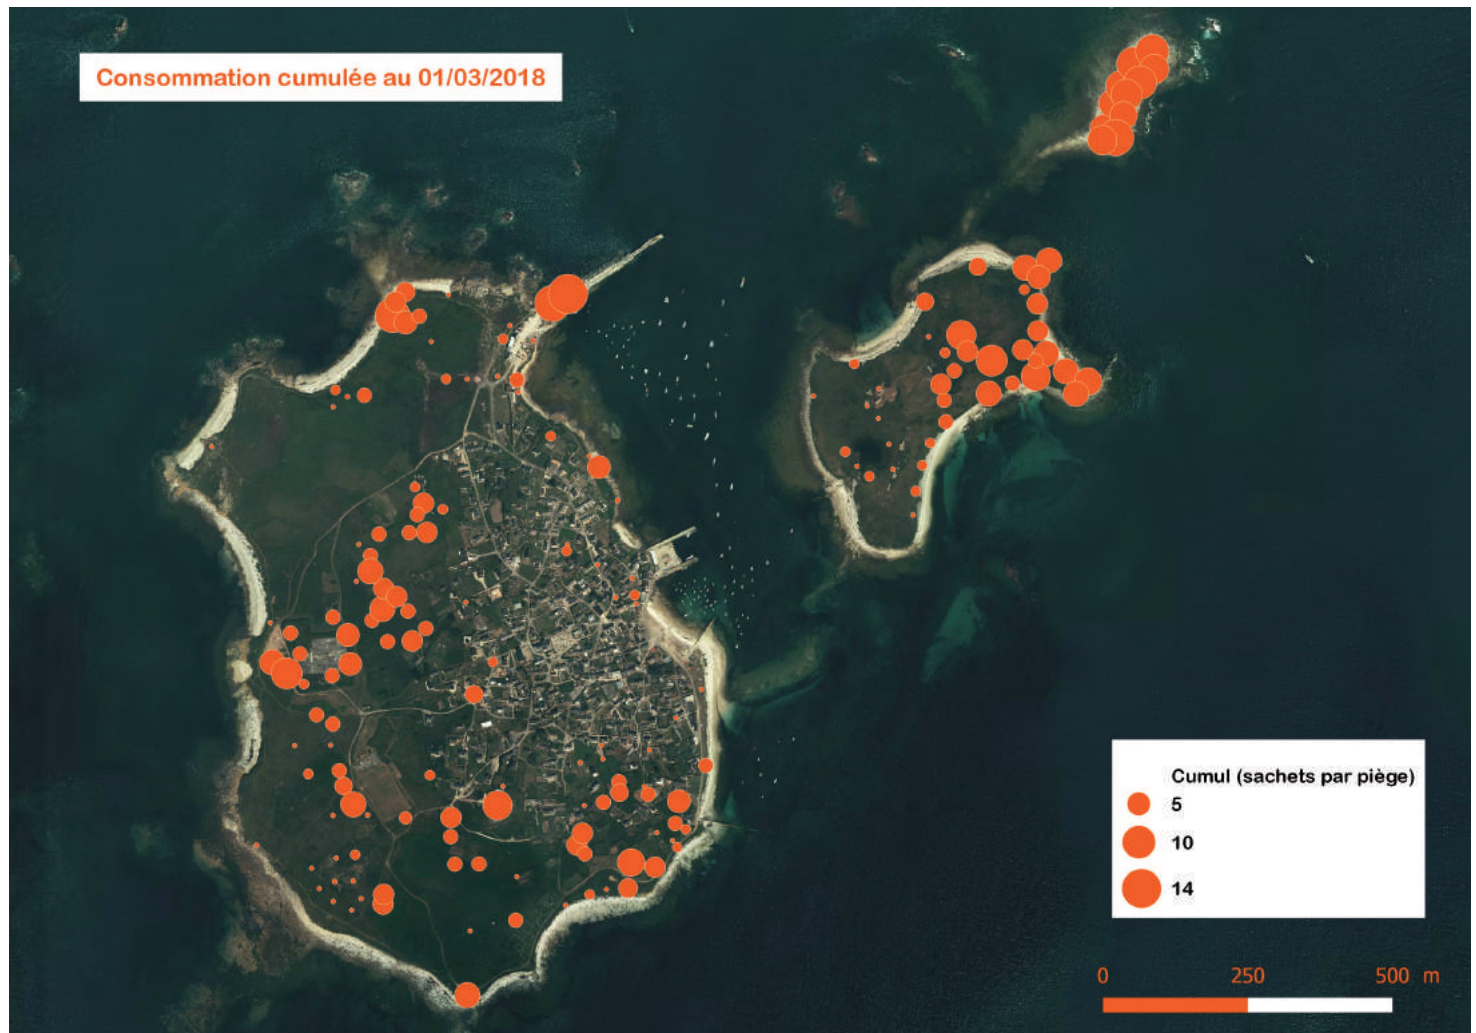 Consommation cumulée au 01/03/2018
Cumul (sachets par piège)
5
10
14
0 250 500 m